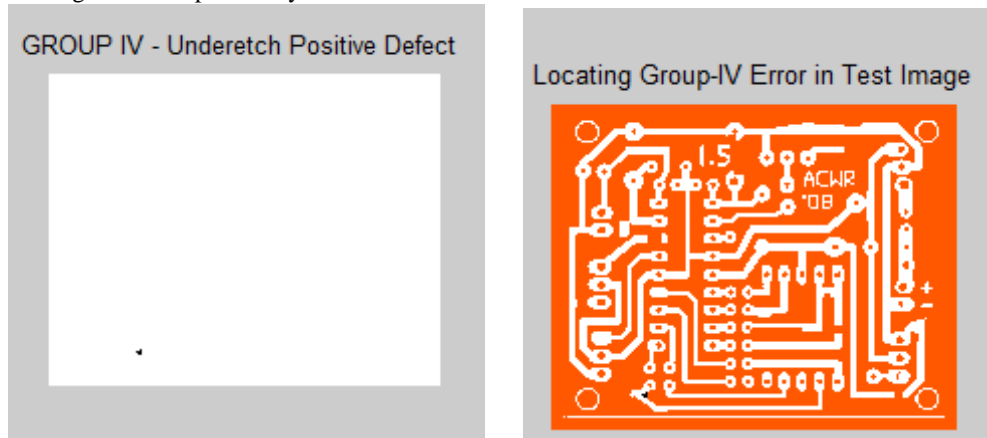 GROUP IV - Underetch Positive Defect
Locating Group-IV Error in Test Image
1.5
ACWR
'08
+
-